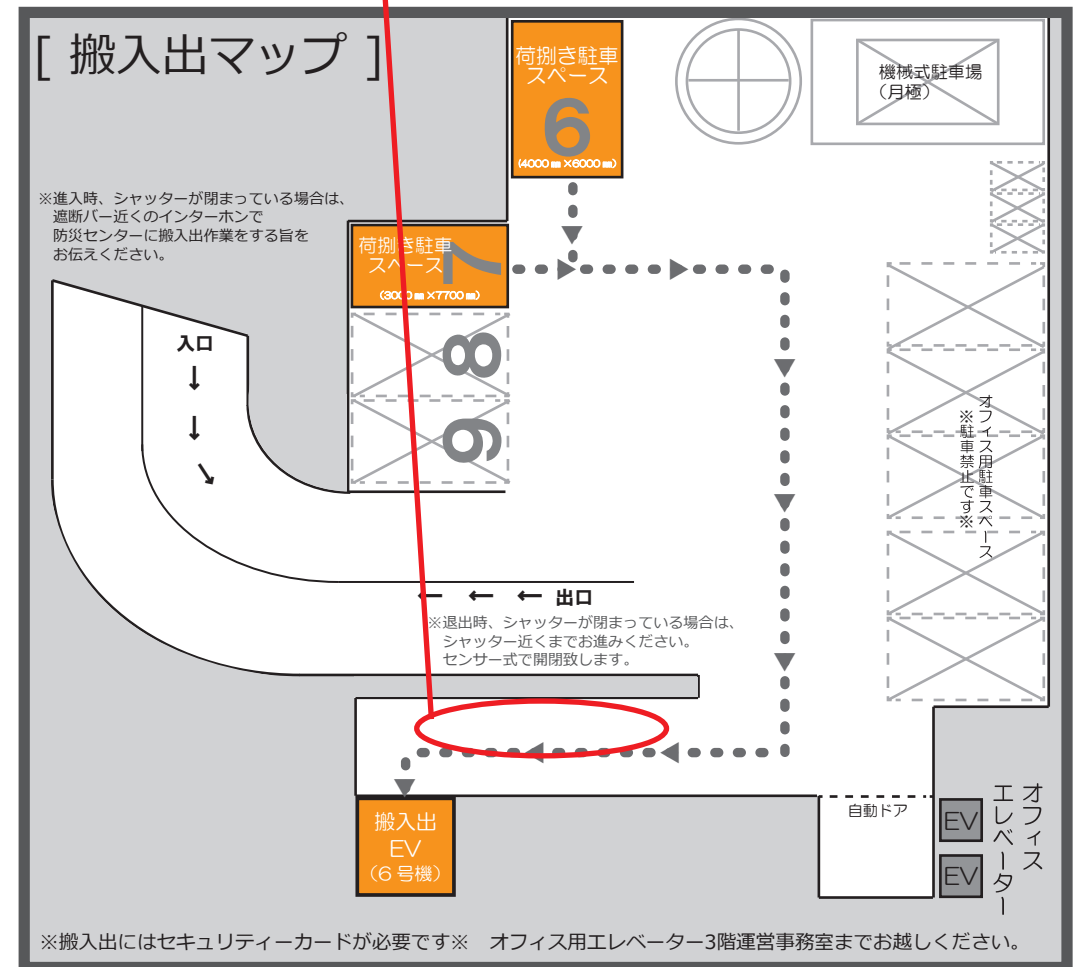 [ 搬入出マップ ]
荷捌き駐車
スペース
6
(4000㎜×6000㎜)
機械式駐車場
(月極)
※進入時、シャッターが閉まっている場合は、
遮断バー近くのインターホンで
防災センターに搬入出作業をする旨を
お伝えください。
荷捌き駐車
スペース
7
(3000㎜×7700㎜)
8
9
入口
↓
↓
↘
オフィス用駐車スペース
※駐車禁止です※
← ← ← 出口
※退出時、シャッターが閉まっている場合は、
シャッター近くまでお進みください。
センサー式で開閉致します。
搬入出
EV
(6号機)
自動ドア
EV
EV
オフィス
エレベーター
※搬入出にはセキュリティーカードが必要です※ オフィス用エレベーター3階運営事務室までお越しください。